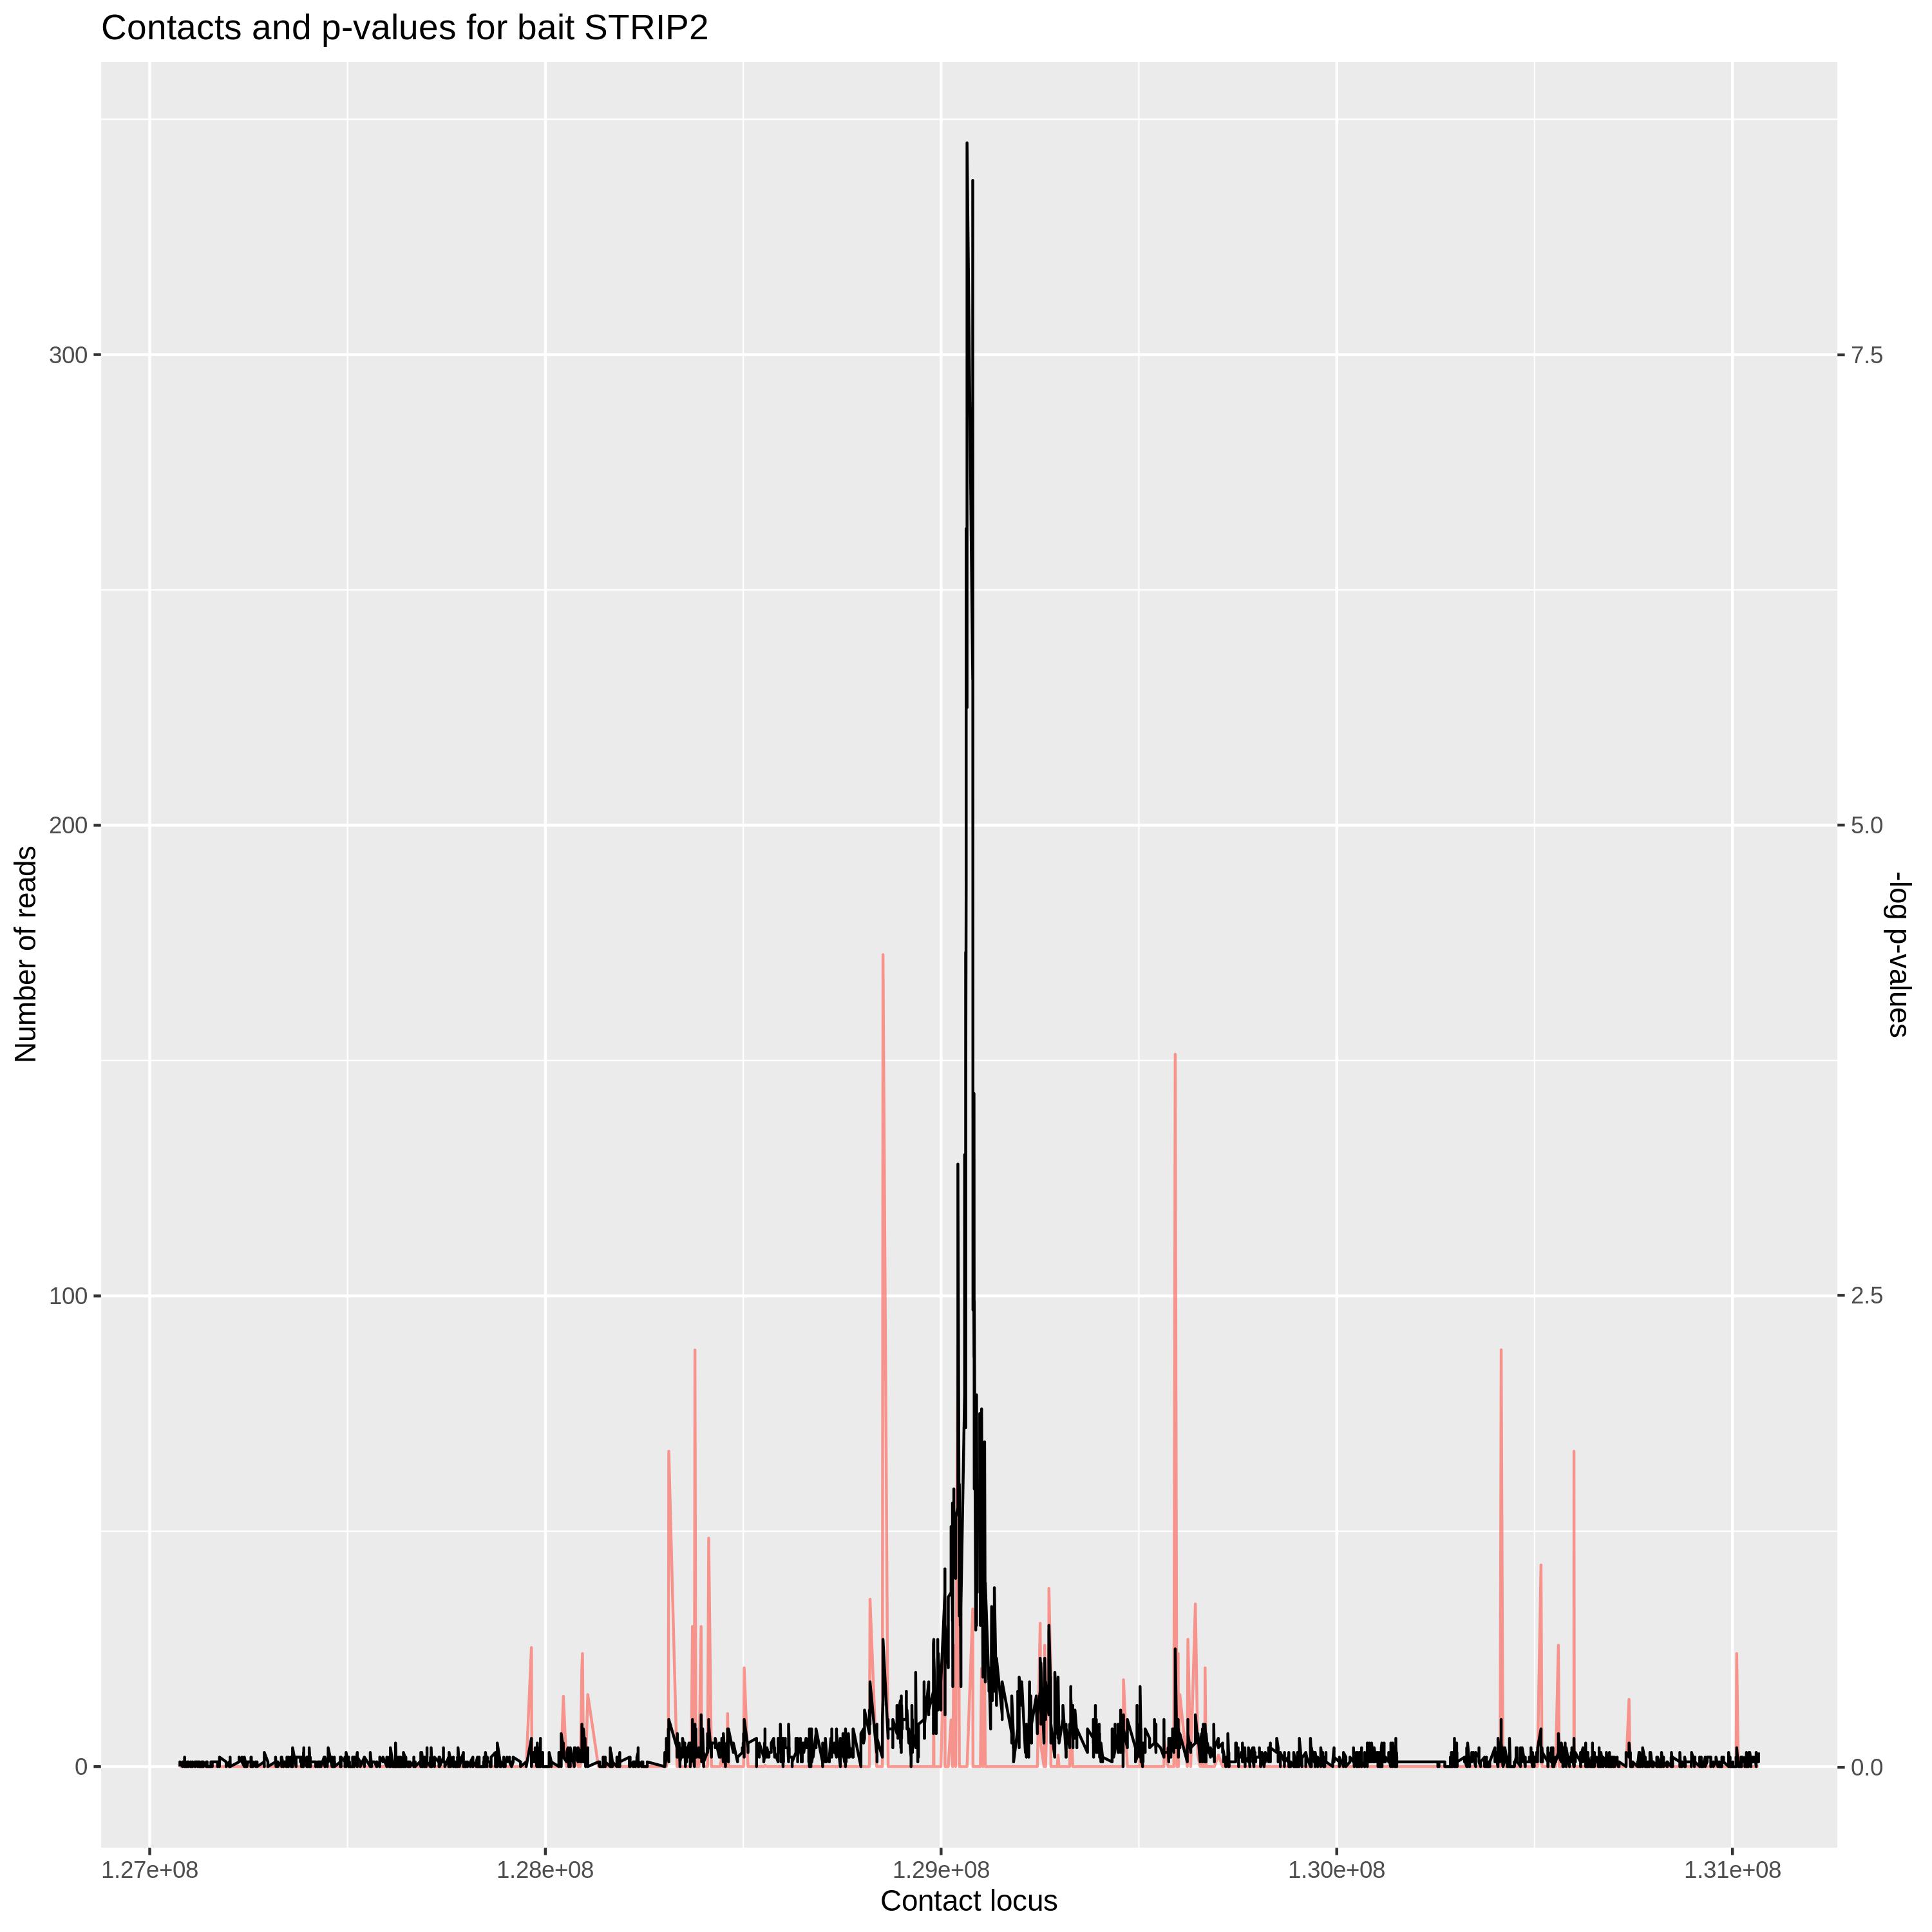 Contacts and p-values for bait STRIP2
300
200
100
0
Number of reads
7.5
5.0
2.5
0.0
-log p-values
1.27e+08
1.28e+08
1.29e+08
1.30e+08
1.31e+08
Contact locus